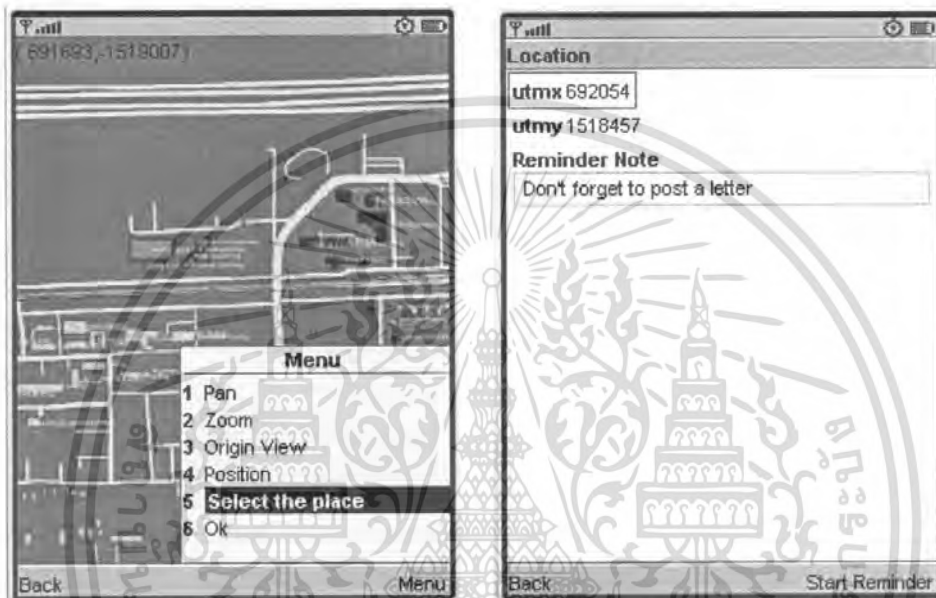 ( 691693,-1519007)
Menu
1 Pan
2 Zoom
3 Origin View
4 Position
5 Select the place
6 Ok
Back Menu
Location
utmx 692054
utmy 1518457
Reminder Note
Don't forget to post a letter
Back Start Reminder